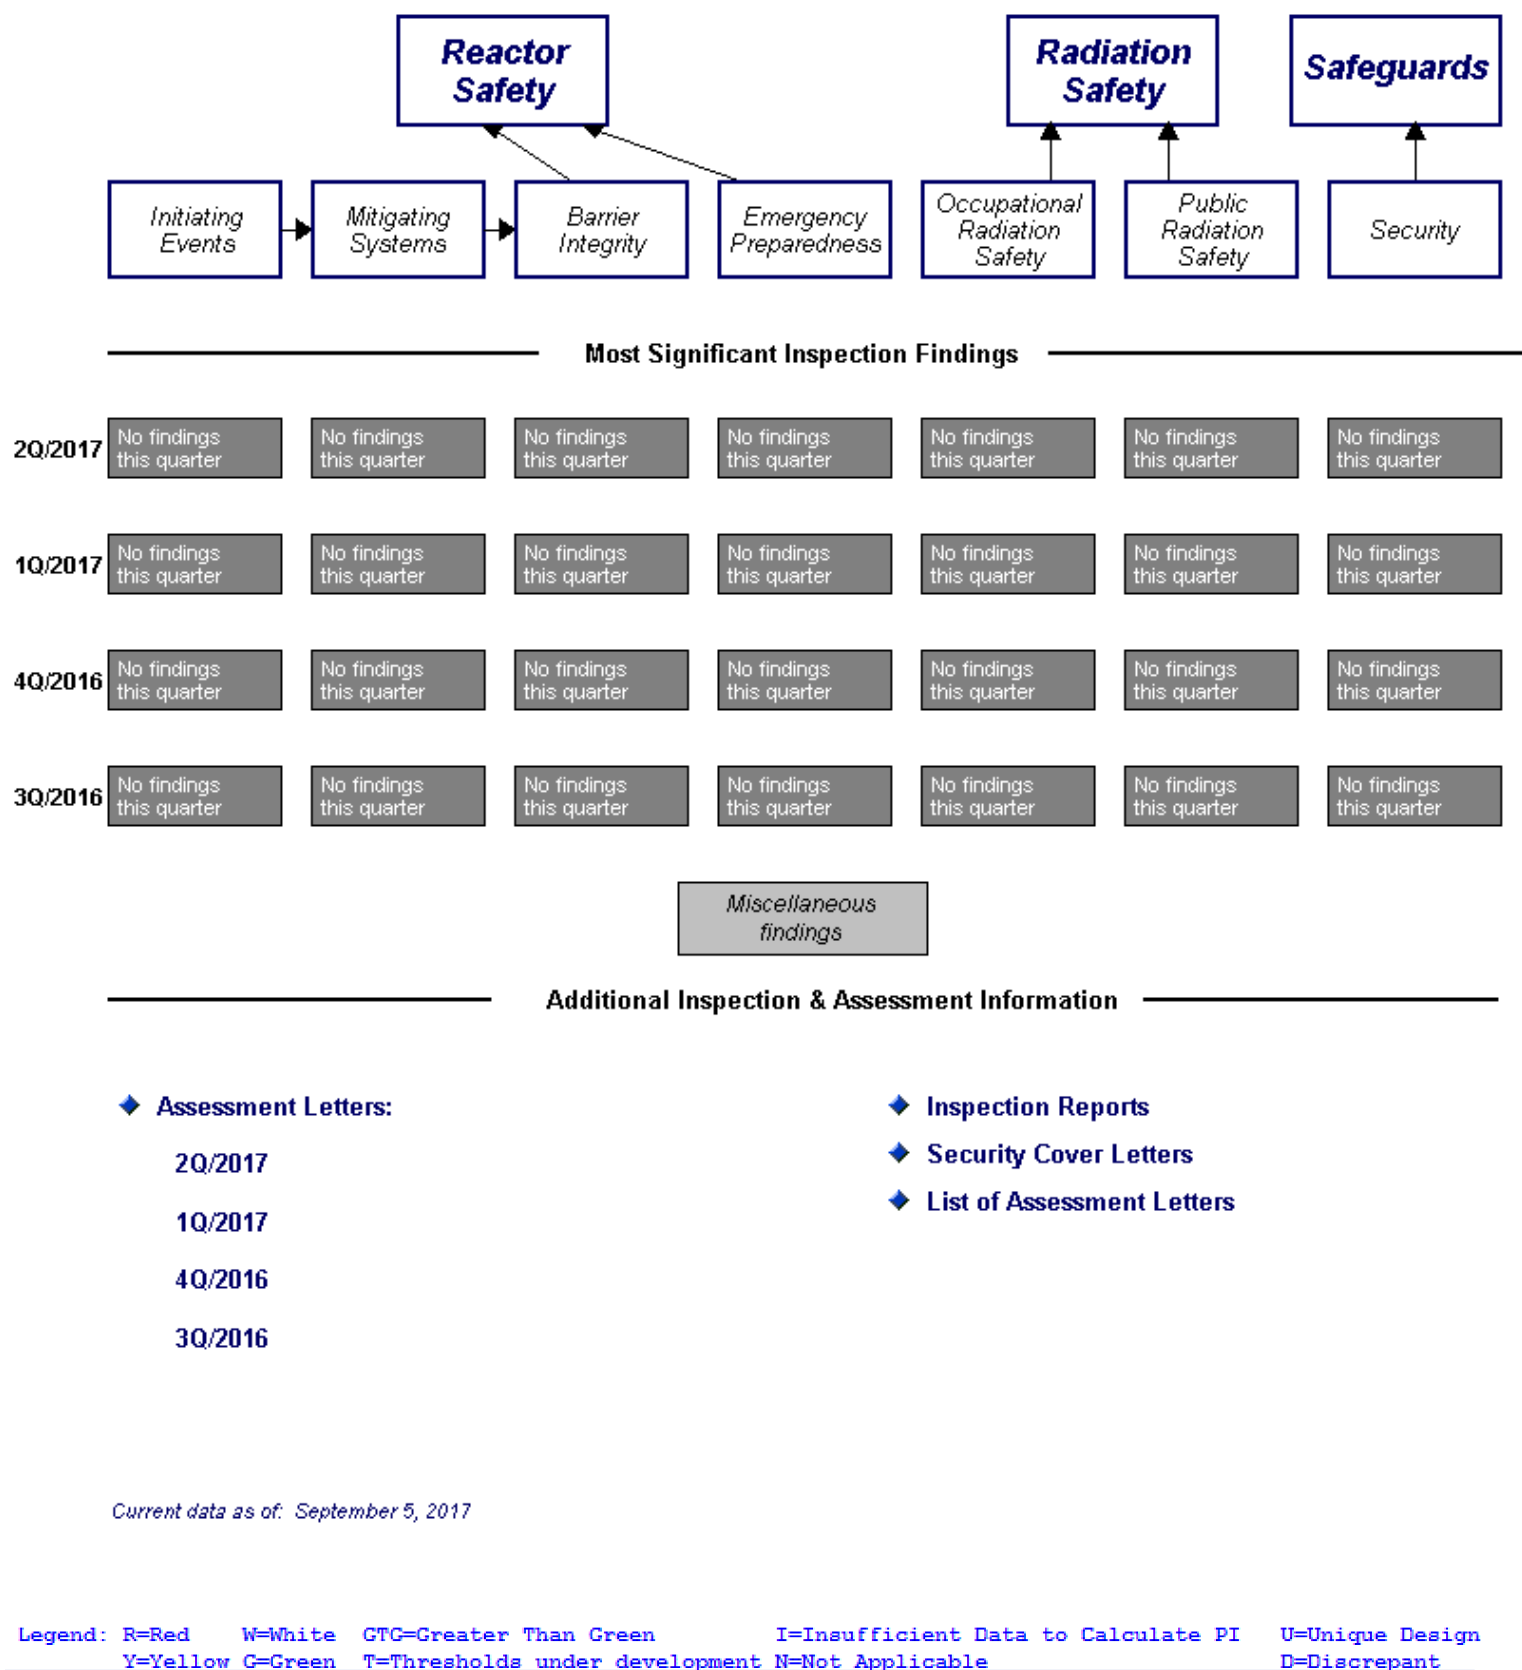 Reactor
Safety
Radiation
Safety
Safeguards
Initiating
Events
Mitigating
Systems
Barrier
Integrity
Emergency
Preparedness
Occupational
Radiation
Safety
Public
Radiation
Safety
Security
Most Significant Inspection Findings
2Q/2017
No findings
this quarter
No findings
this quarter
No findings
this quarter
No findings
this quarter
No findings
this quarter
No findings
this quarter
No findings
this quarter
1Q/2017
No findings
this quarter
No findings
this quarter
No findings
this quarter
No findings
this quarter
No findings
this quarter
No findings
this quarter
No findings
this quarter
4Q/2016
No findings
this quarter
No findings
this quarter
No findings
this quarter
No findings
this quarter
No findings
this quarter
No findings
this quarter
No findings
this quarter
3Q/2016
No findings
this quarter
No findings
this quarter
No findings
this quarter
No findings
this quarter
No findings
this quarter
No findings
this quarter
No findings
this quarter
Miscellaneous
findings
Additional Inspection & Assessment Information
Assessment Letters:
2Q/2017
1Q/2017
4Q/2016
3Q/2016
Inspection Reports
Security Cover Letters
List of Assessment Letters
Current data as of: September 5, 2017
Legend: R=Red W=White GTG=Greater Than Green I=Insufficient Data to Calculate PI U=Unique Design
Y=Yellow G=Green T=Thresholds under development N=Not Applicable D=Discrepant